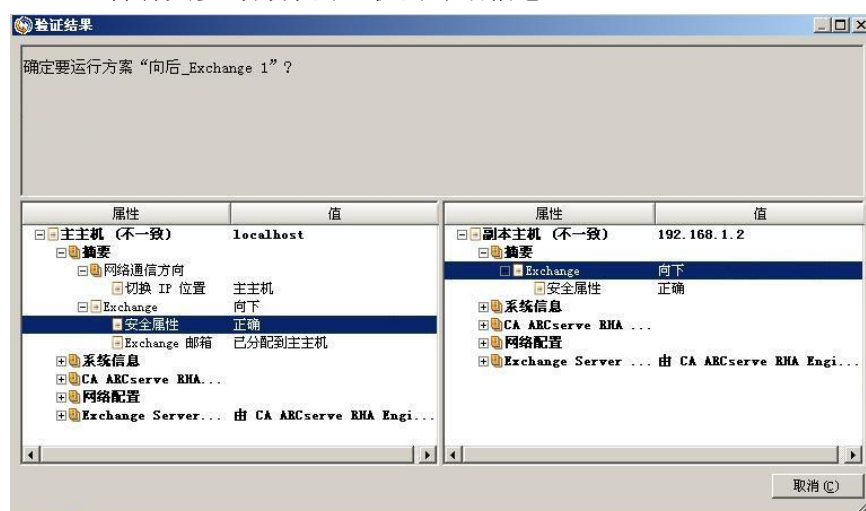 验证结果
确定要运行方案“向后_Exchange 1”?
属性 值
主主机 (不一致) localhost
摘要
网络通信方向
切换 IP 位置 主主机
Exchange 向下
安全属性 正确
Exchange 邮箱 已分配到主主机
系统信息
CA ARCserve RHA...
网络配置
Exchange Server... 由 CA ARCserve RHA Engi...
属性 值
副本主机 (不一致) 192.168.1.2
摘要
Exchange 向下
安全属性 正确
系统信息
CA ARCserve RHA ...
网络配置
Exchange Server ... 由 CA ARCserve RHA Engi...
取消(C)